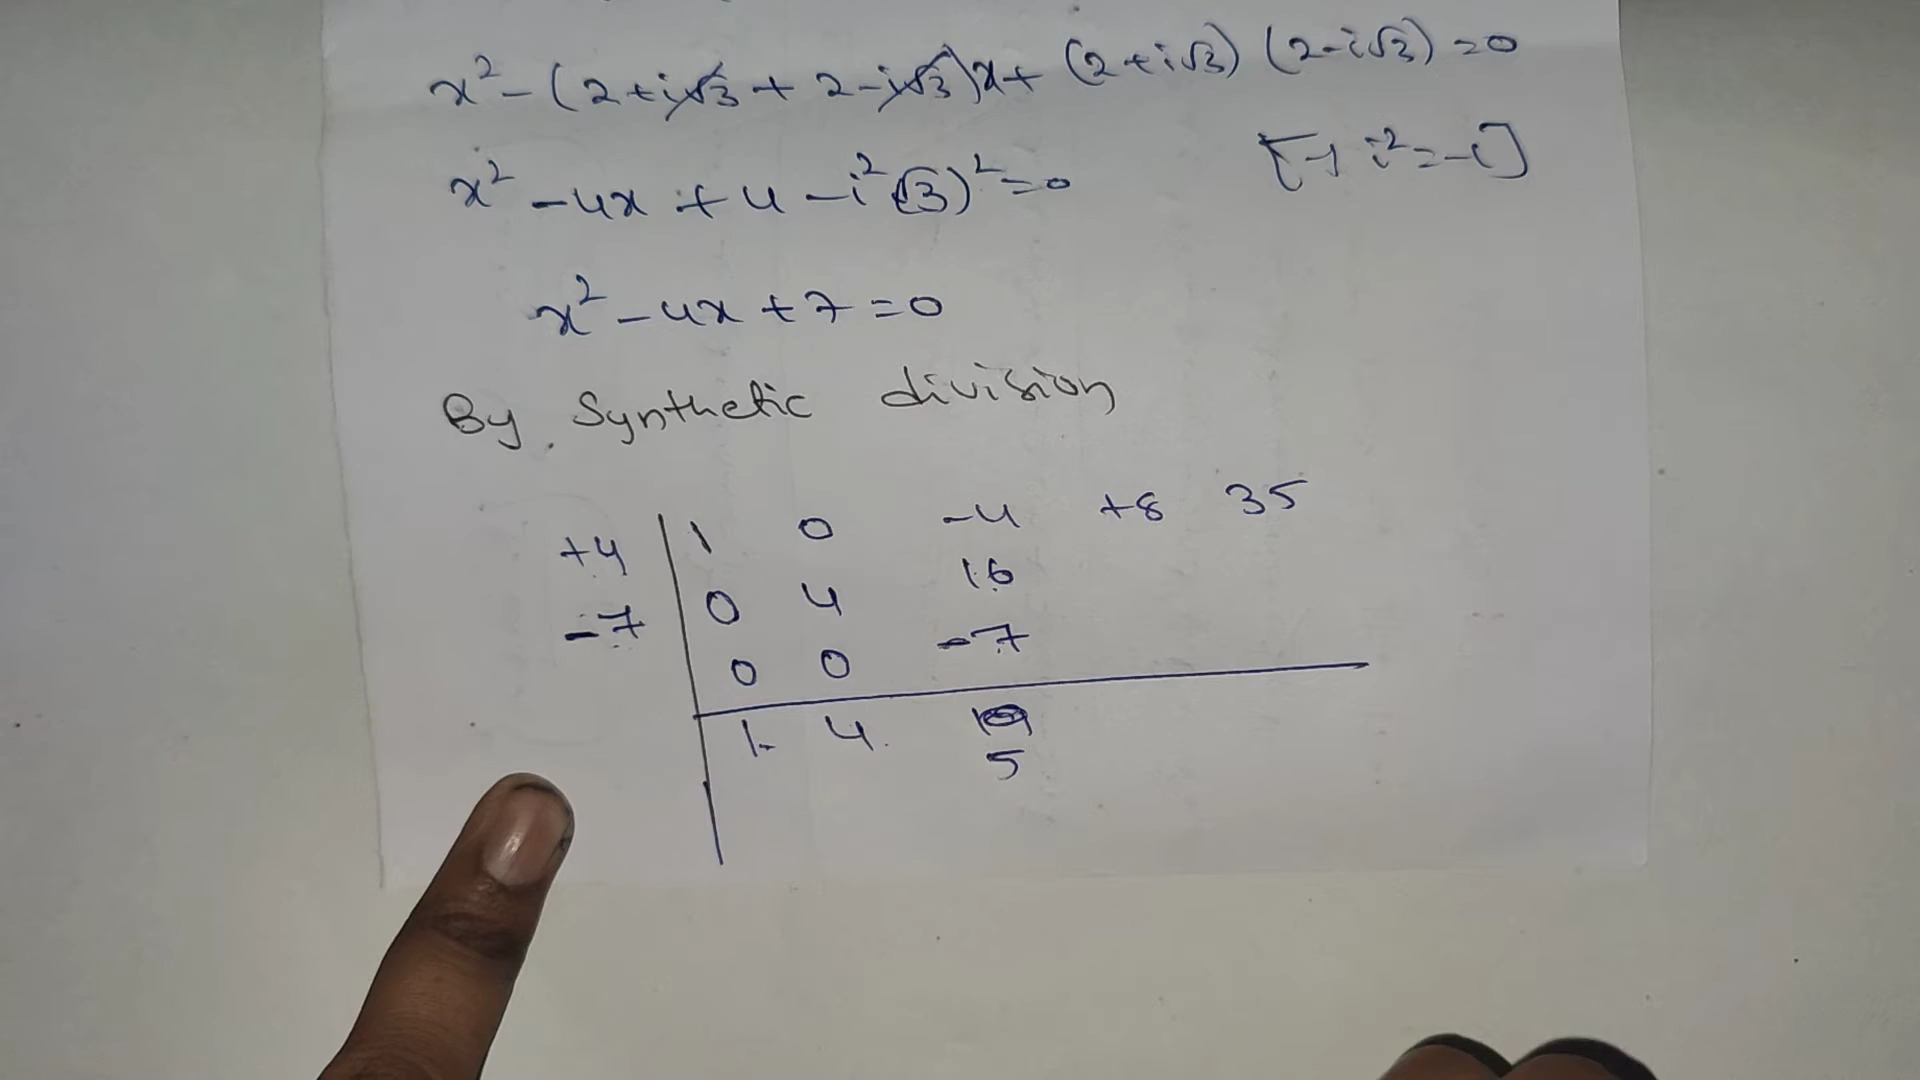 x² - (2+i√3 + 2-i√3)x + (2+i√3) (2-i√3) = 0
x² - 4x + 4 - i²(√3)² = 0 [ i² = -1]
x² - 4x + 7 = 0
By Synthetic division
+4 1 0 -4 +8 35
0 4 16
-7 0 0 -7
1 4
5